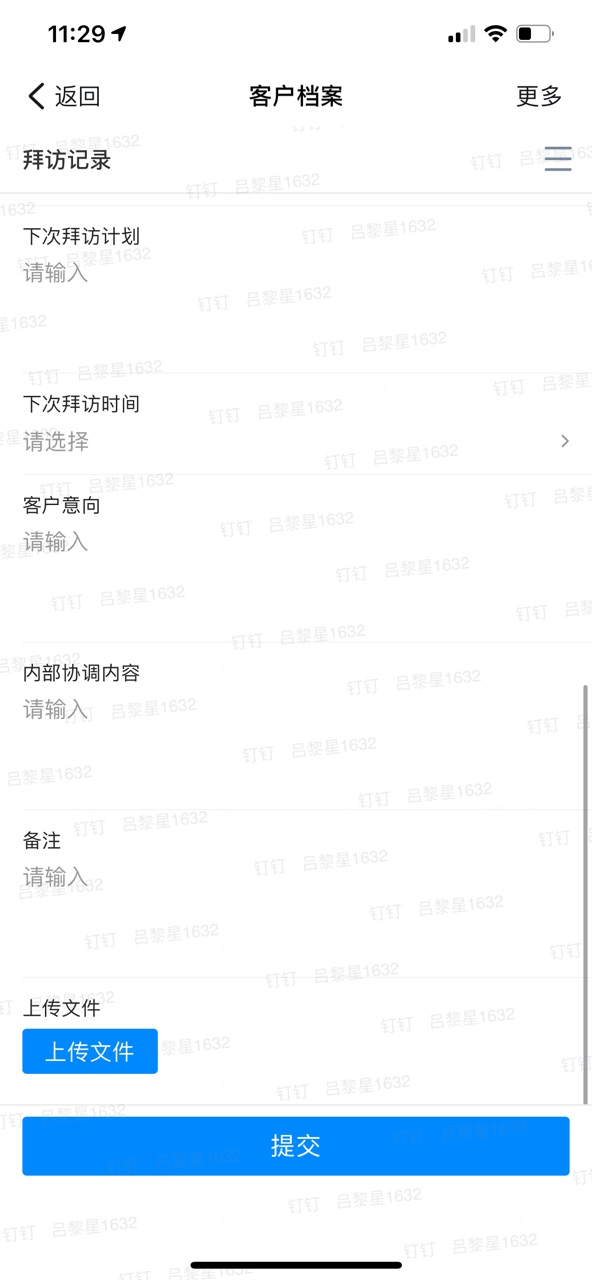 11:29
返回
客户档案
更多
拜访记录
下次拜访计划
请输入
下次拜访时间
请选择
客户意向
请输入
内部协调内容
请输入
备注
请输入
上传文件
上传文件
提交
钉钉 吕黎星1632